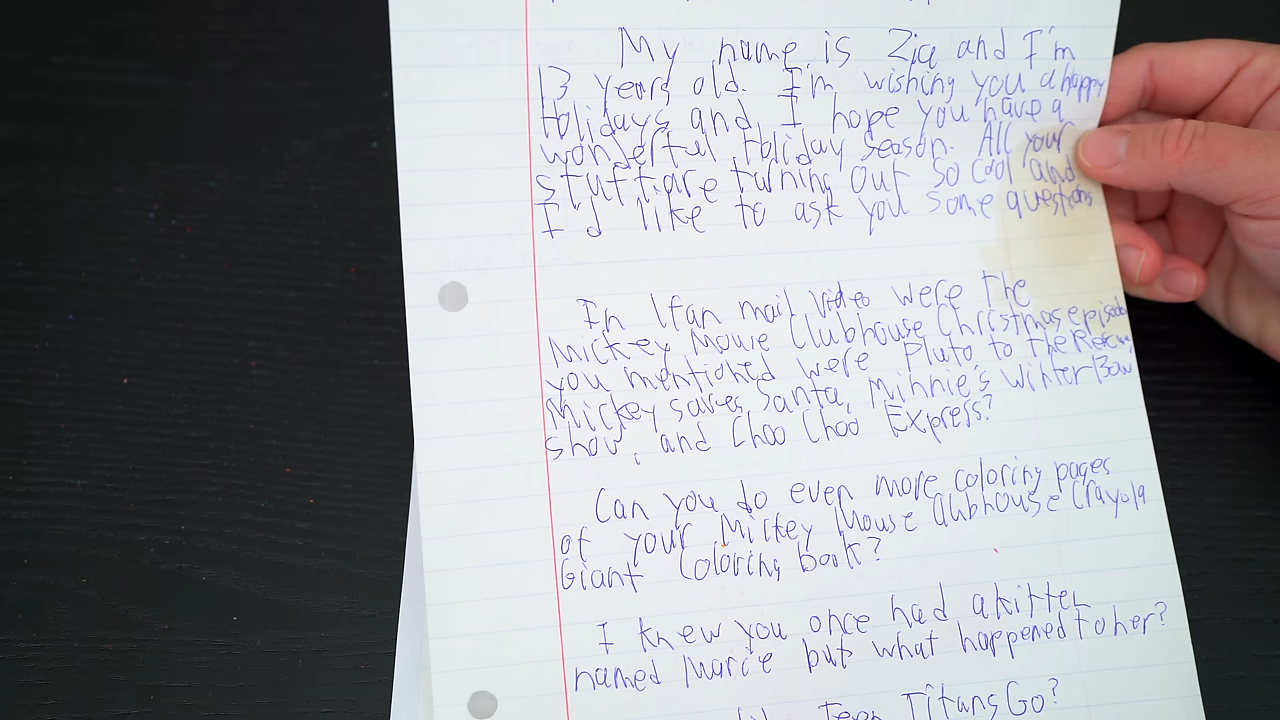 My name is Zice and I'm
13 years old. I'm wishing you a happy
Holidays and I hope you have a
wonderful Holiday season. All your
stuff are turning out so cool and
I'd like to ask you some questions
In 1 fan mail video were the
Mickey Mouse Clubhouse Christmas episodes
you mentioned were Pluto to the Rescue,
Mickey saves Santa, Minnie's Winter Bow
show, and Choo Choo Express?
Can you do even more coloring pages
of your Mickey Mouse Clubhouse Crayola
Giant Coloring book?
I knew you once had a kitten
named Marie but what happened to her?
Teen Titans Go?